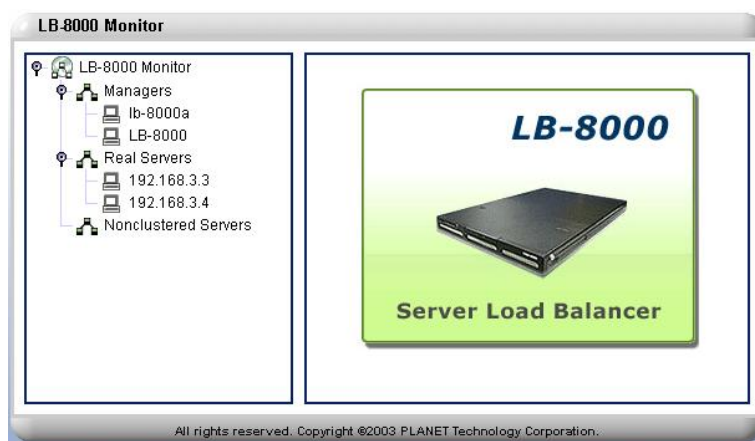 LB-8000 Monitor
LB-8000 Monitor
Managers
lb-8000a
LB-8000
Real Servers
192.168.3.3
192.168.3.4
Nonclustered Servers
LB-8000
Server Load Balancer
All rights reserved. Copyright ©2003 PLANET Technology Corporation.